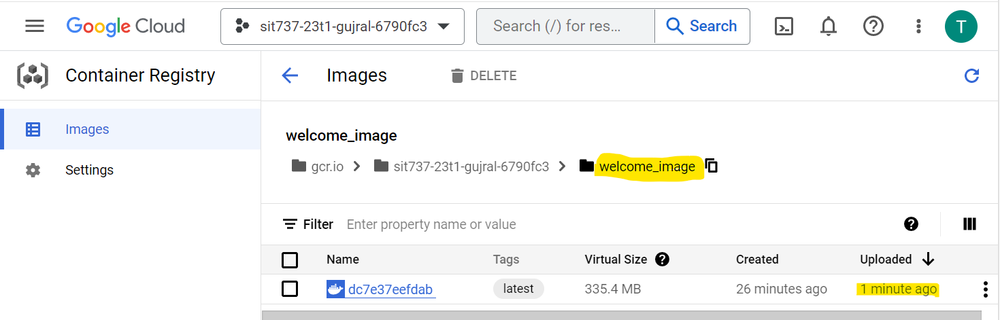 Google Cloud sit737-23t1-gujral-6790fc3 Search (/) for res... Search T
Container Registry Images DELETE
Images
Settings
welcome_image
gcr.io sit737-23t1-gujral-6790fc3 welcome_image
Filter Enter property name or value
Name Tags Virtual Size Created Uploaded
dc7e37eefdab latest 335.4 MB 26 minutes ago 1 minute ago